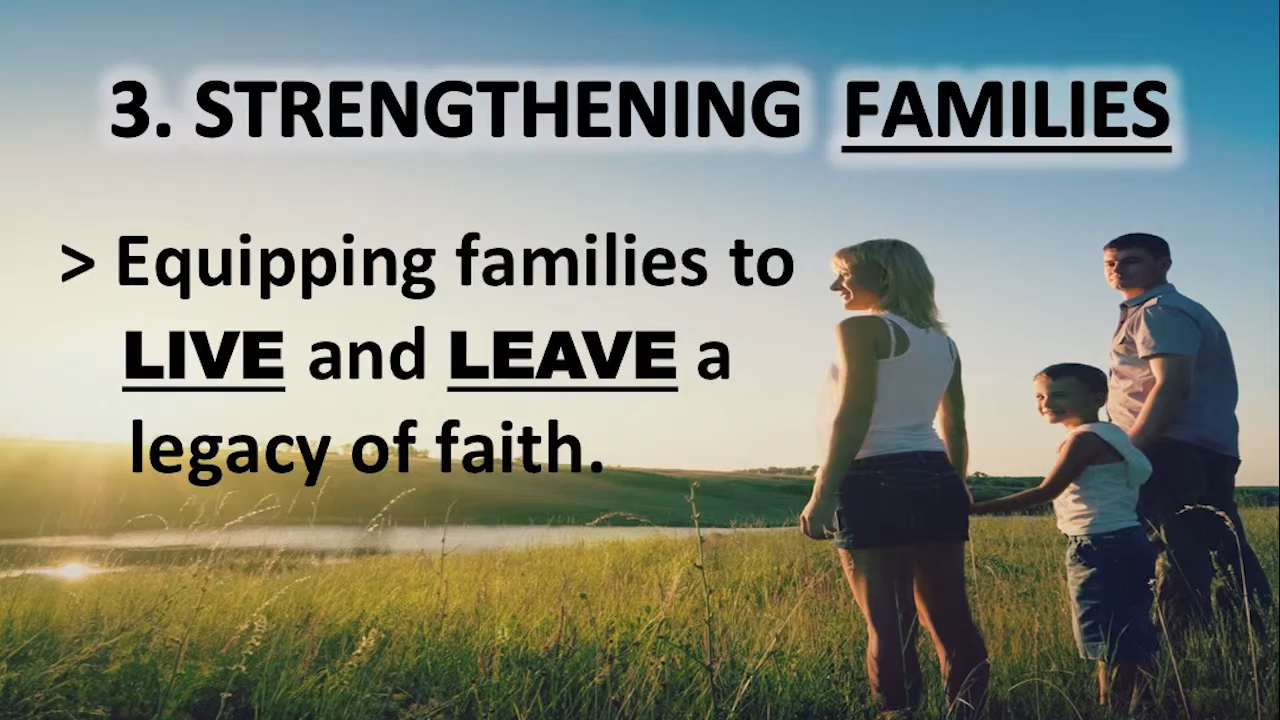 3. STRENGTHENING FAMILIES
> Equipping families to
LIVE and LEAVE a
legacy of faith.